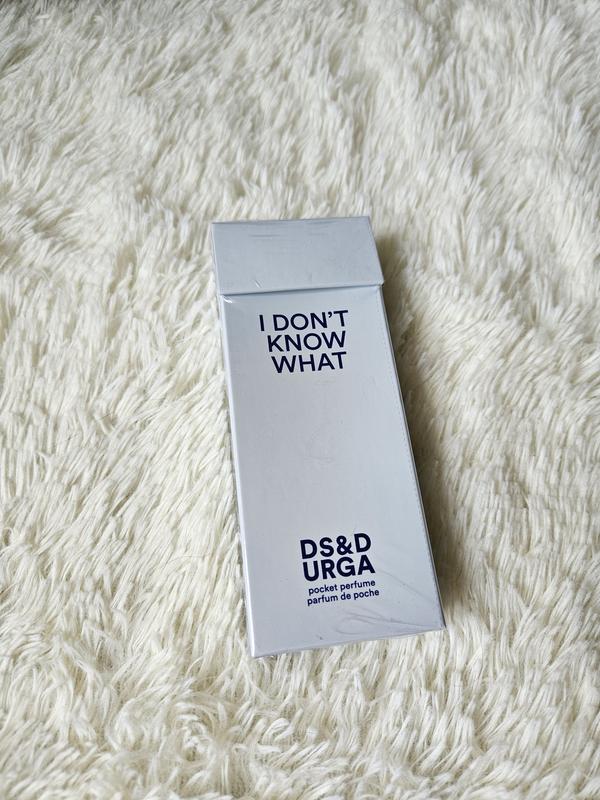 I DON'T
KNOW
WHAT
DS&D
URGA
pocket perfume
parfum de poche